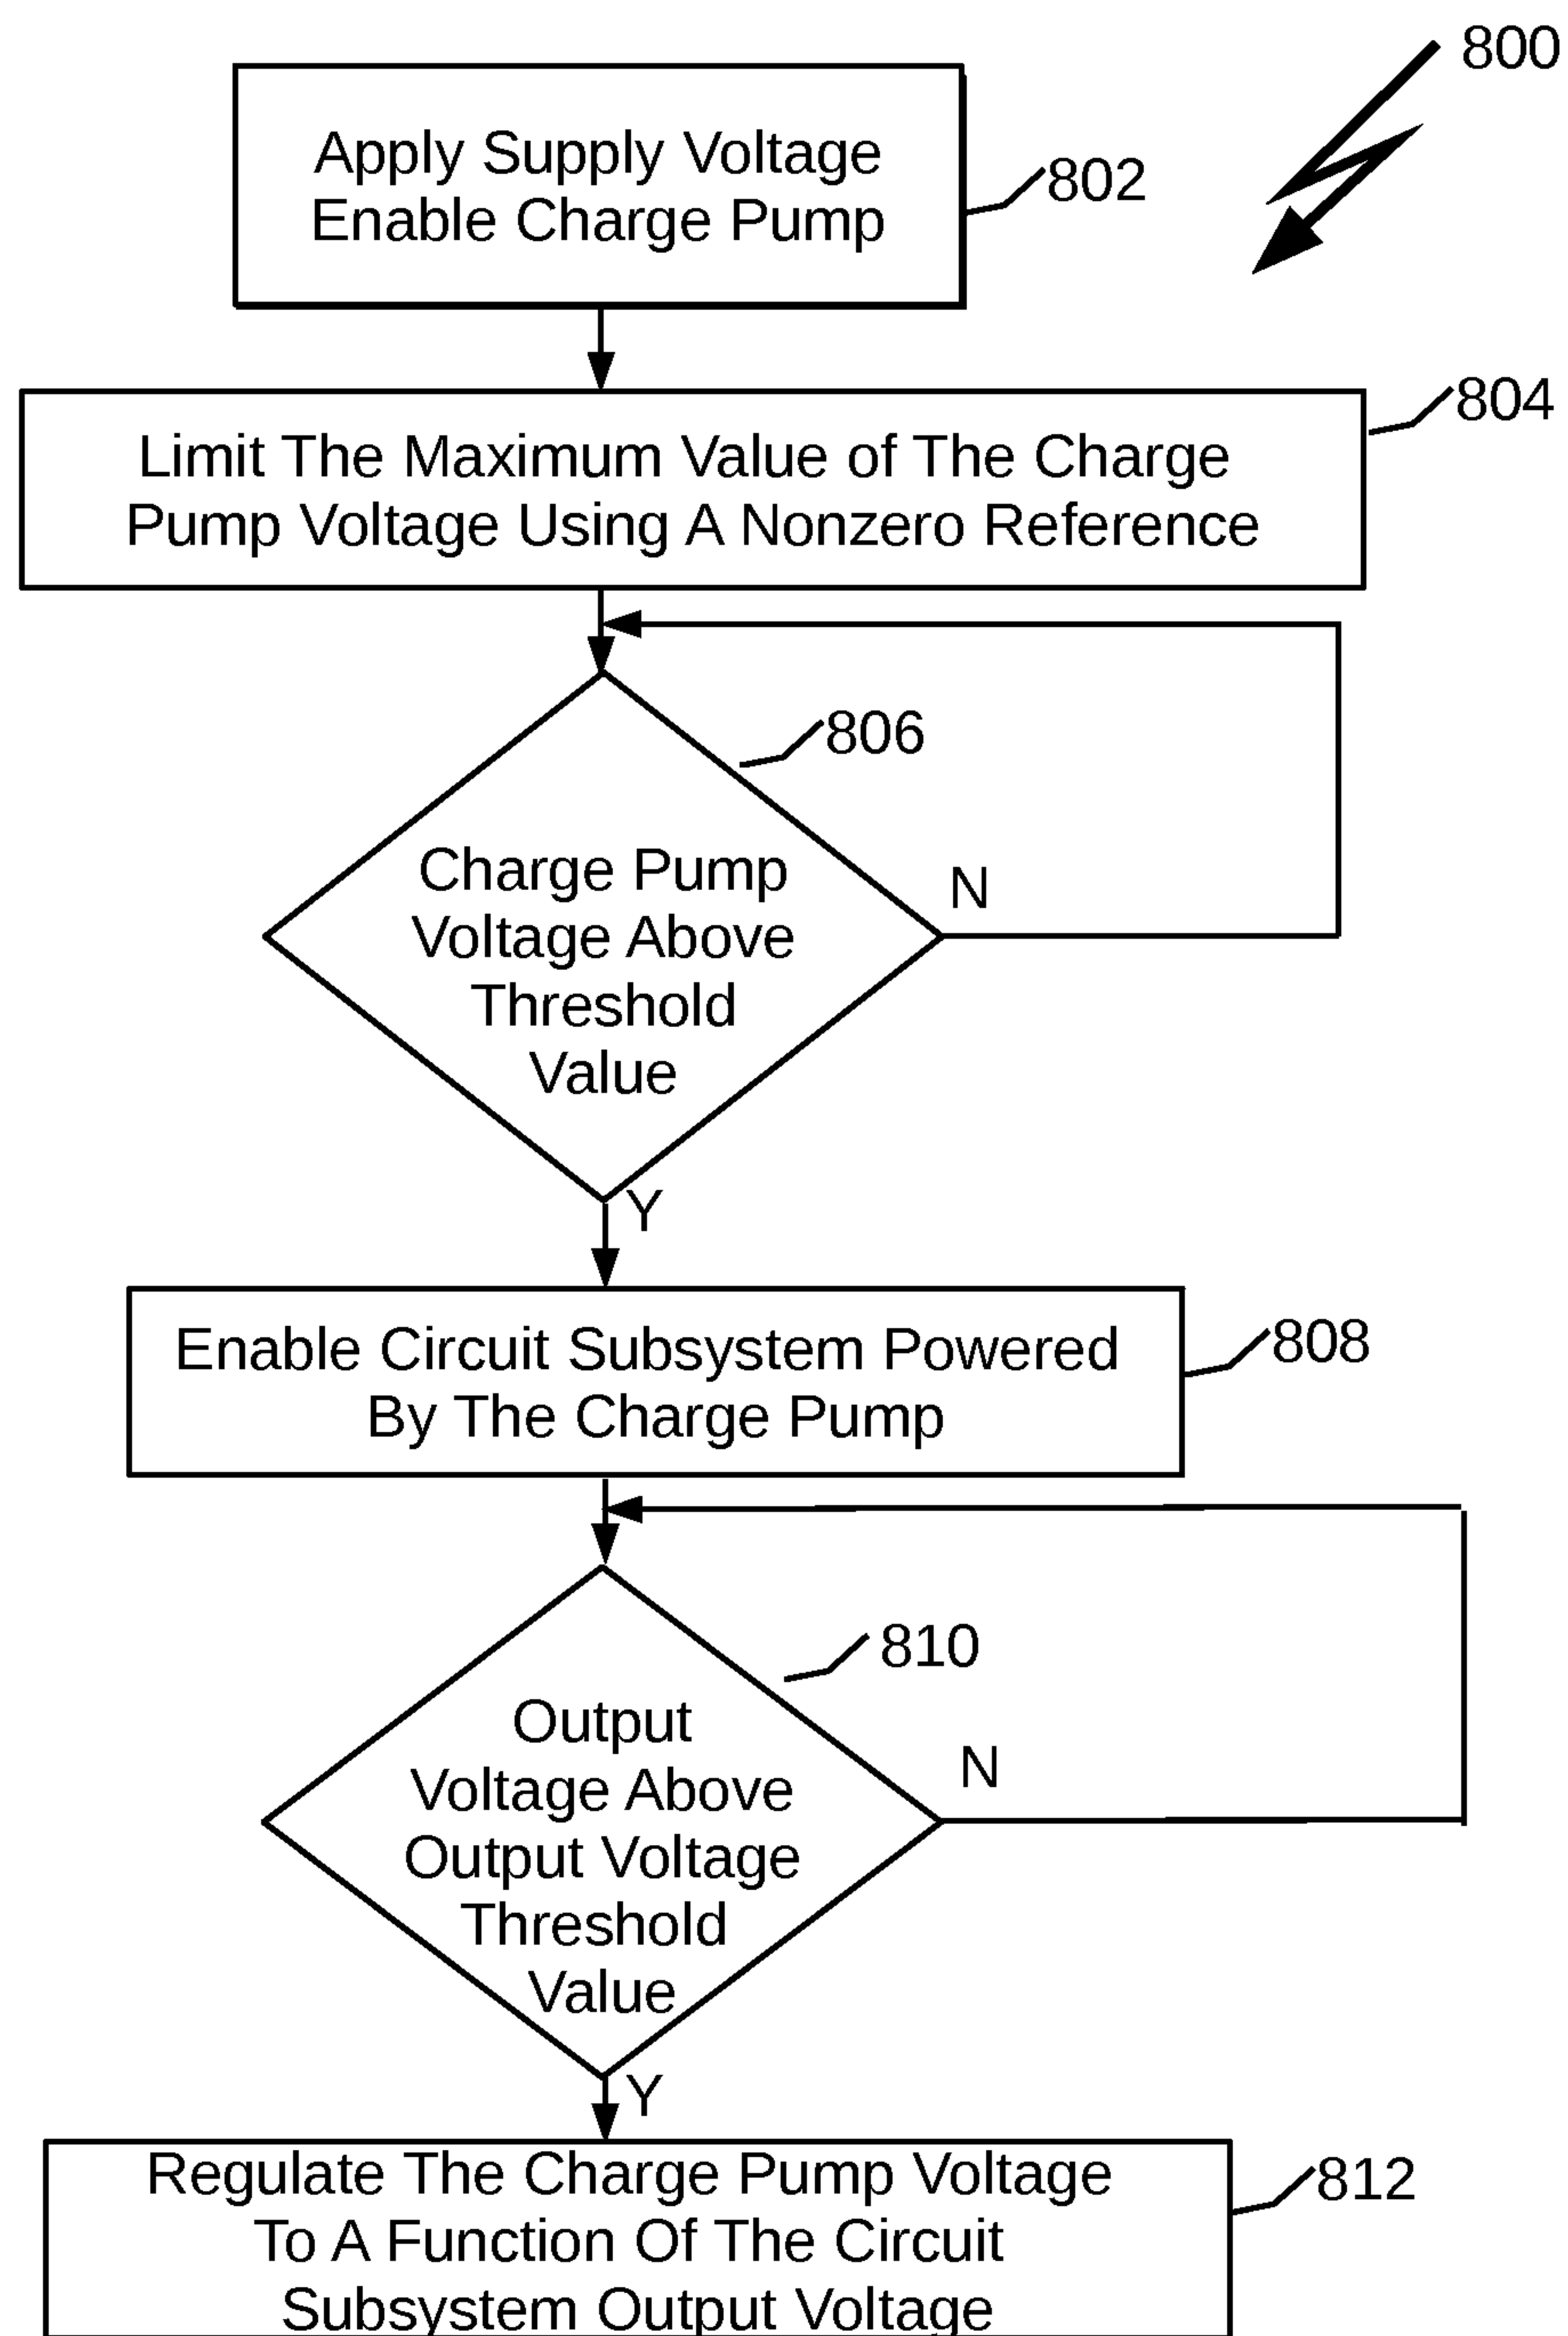 800
Apply Supply Voltage
Enable Charge Pump
802
804
Limit The Maximum Value of The Charge
Pump Voltage Using A Nonzero Reference
806
Charge Pump
Voltage Above
Threshold
Value
N
Y
Enable Circuit Subsystem Powered
By The Charge Pump
808
810
Output
Voltage Above
Output Voltage
Threshold
Value
N
Y
Regulate The Charge Pump Voltage
To A Function Of The Circuit
Subsystem Output Voltage
812